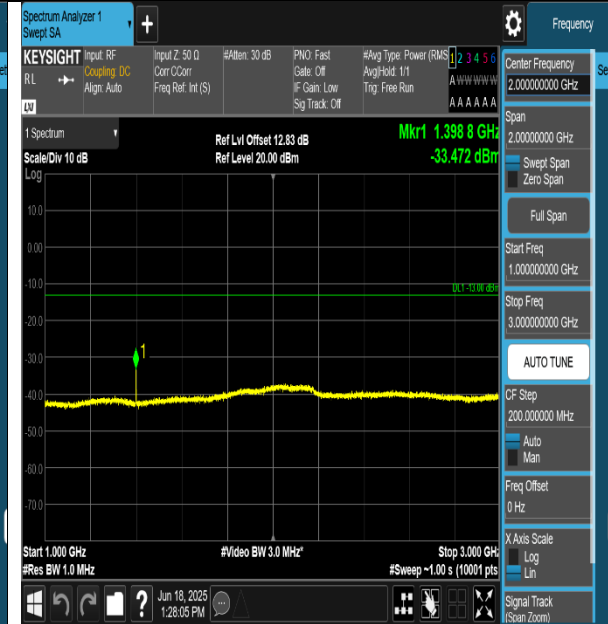 Spectrum Analyzer 1
Swept SA
+
Frequency
KEYSIGHT
RL
Input: RF
Coupling: DC
Align: Auto
Input Z: 50 Ω
Corr CCorr
Freq Ref: Int (S)
#Atten: 30 dB
PNO: Fast
Gate: Off
IF Gain: Low
Sig Track: Off
#Avg Type: Power (RMS
Avg|Hold: 1/1
Trig: Free Run
1 2 3 4 5 6
A W W W W W
A A A A A A
LXI
1 Spectrum
Scale/Div 10 dB
Log
Ref Lvl Offset 12.83 dB
Ref Level 20.00 dBm
Mkr1 1.398 8 GHz
-33.472 dBm
10.0
0.00
-10.0
-20.0
-30.0
-40.0
-50.0
-60.0
-70.0
DL1 -13.00 dBm
1
Start 1.000 GHz
#Res BW 1.0 MHz
#Video BW 3.0 MHz*
Stop 3.000 GHz
#Sweep ~1.00 s (10001 pts
Center Frequency
2.000000000 GHz
Span
2.00000000 GHz
Swept Span
Zero Span
Full Span
Start Freq
1.000000000 GHz
Stop Freq
3.000000000 GHz
AUTO TUNE
CF Step
200.000000 MHz
Auto
Man
Freq Offset
0 Hz
X Axis Scale
Log
Lin
Signal Track
(Span Zoom)
?
Jun 18, 2025
1:28:05 PM